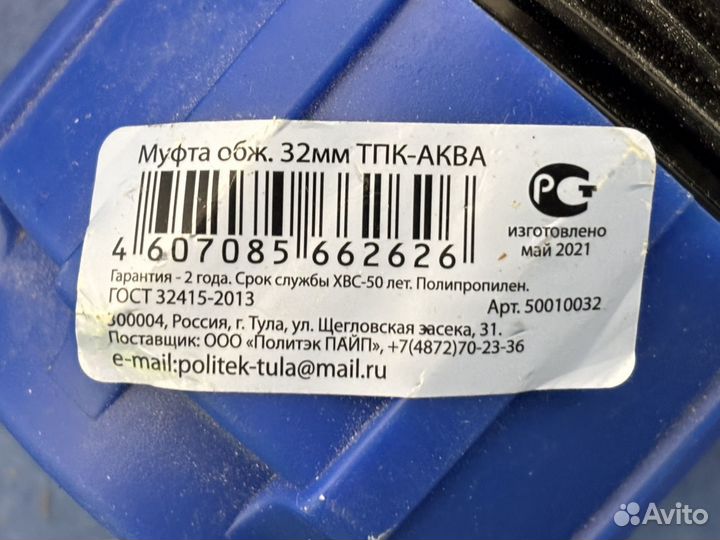 Муфта обж. 32мм ТПК-АКВА
4 607085 662626
РСТ
изготовлено
май 2021
Гарантия - 2 года. Срок службы ХВС-50 лет. Полипропилен.
ГОСТ 32415-2013
Арт. 50010032
300004, Россия, г. Тула, ул. Щегловская засека, 31.
Поставщик: ООО «Политэк ПАЙП», +7(4872)70-23-36
e-mail:politek-tula@mail.ru
Avito